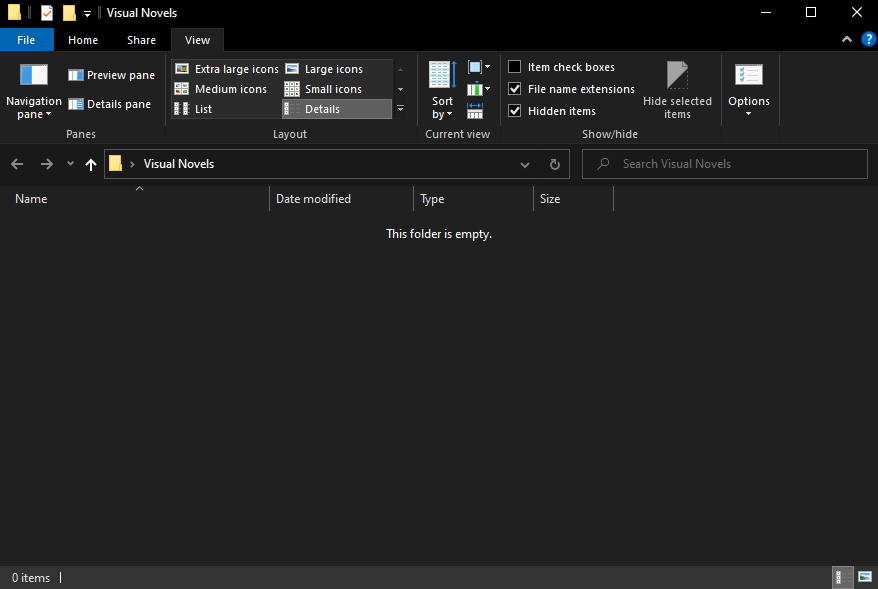 Visual Novels
File Home Share View
Navigation pane
Preview pane
Details pane
Panes
Extra large icons Large icons
Medium icons Small icons
List Details
Layout
Sort by
Current view
Item check boxes
File name extensions
Hidden items
Hide selected items
Show/hide
Options
Visual Novels
Search Visual Novels
Name Date modified Type Size
This folder is empty.
0 items